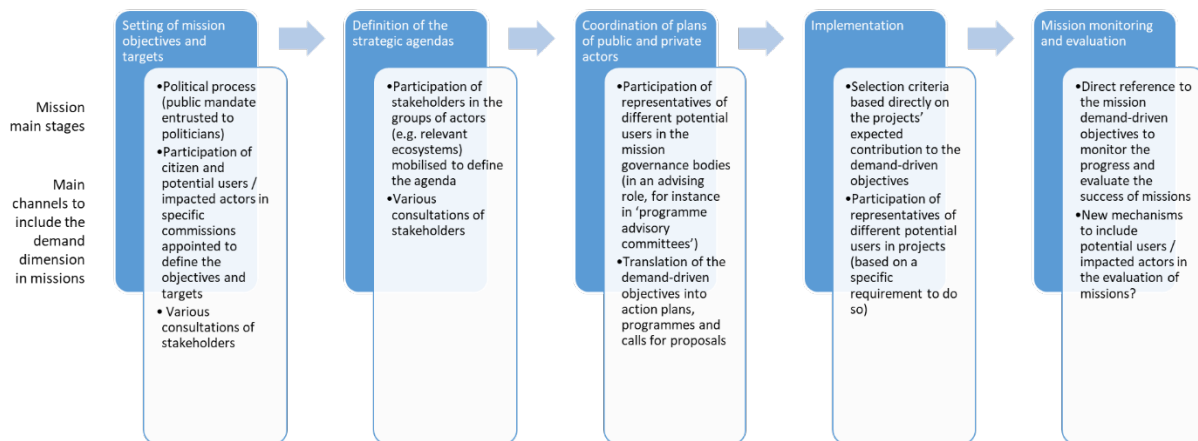 Setting of mission
objectives and
targets
Definition of the
strategic agendas
Coordination of plans
of public and private
actors
Implementation
Mission monitoring
and evaluation
Mission
main stages
Main
channels to
include the
demand
dimension
in missions
•Political process
(public mandate
entrusted to
politicians)
•Participation of
citizen and
potential users /
impacted actors in
specific
commissions
appointed to
define the
objectives and
targets
• Various
consultations of
stakeholders
•Participation of
stakeholders in the
groups of actors
(e.g. relevant
ecosystems)
mobilised to define
the agenda
•Various
consultations of
stakeholders
•Participation of
representatives of
different potential
users in the
mission
governance bodies
(in an advising
role, for instance
in ‘programme
advisory
committees’)
•Translation of the
demand-driven
objectives into
action plans,
programmes and
calls for proposals
•Selection criteria
based directly on
the projects’
expected
contribution to the
demand-driven
objectives
•Participation of
representatives of
different potential
users in projects
(based on a
specific
requirement to do
so)
•Direct reference to
the mission
demand-driven
objectives to
monitor the
progress and
evaluate the
success of missions
•New mechanisms
to include
potential users /
impacted actors in
the evaluation of
missions?